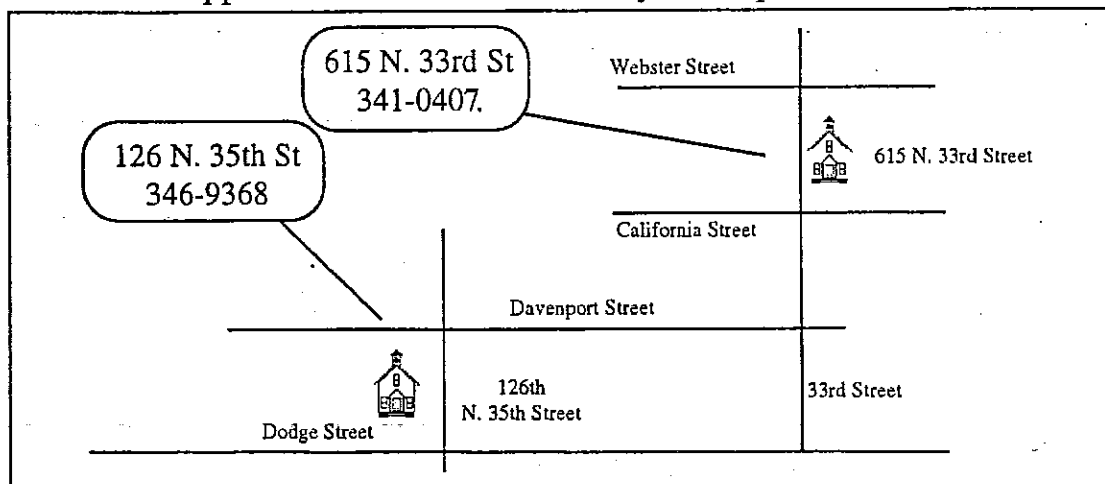 615 N. 33rd St
341-0407.
Webster Street
126 N. 35th St
346-9368
615 N. 33rd Street
California Street
Davenport Street
126th
N. 35th Street
33rd Street
Dodge Street